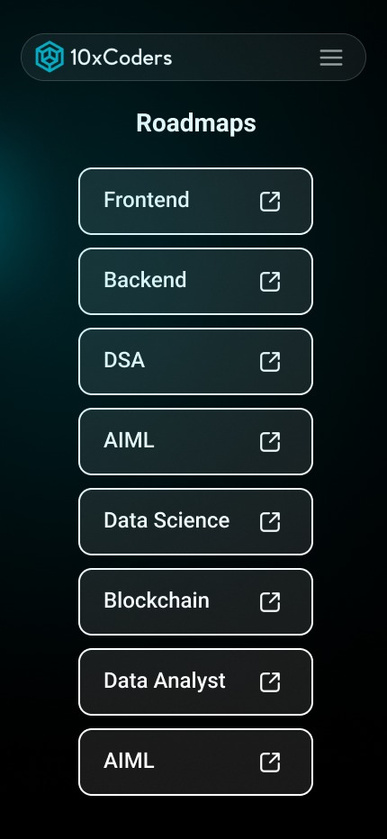 10xCoders
Roadmaps
Frontend
Backend
DSA
AIML
Data Science
Blockchain
Data Analyst
AIML